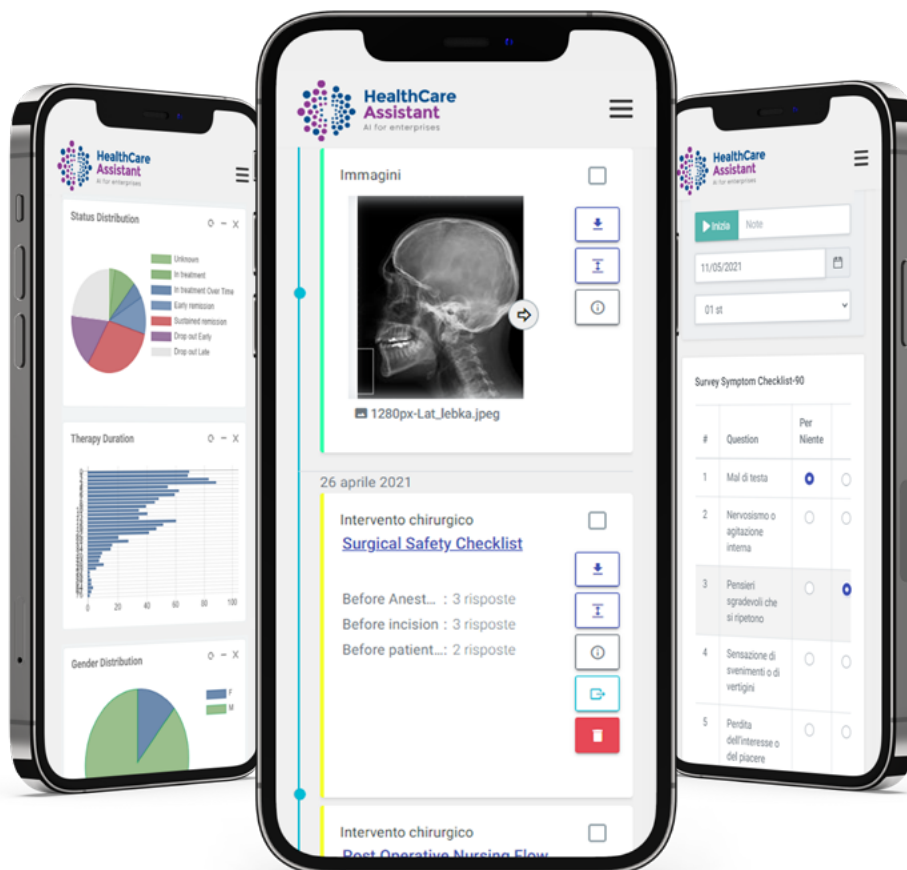 HealthCare
Assistant
AI for enterprises
Status Distribution
Unknown
In treatment
In treatment Over Time
Early remission
Sustained remission
Drop out Early
Drop out Late
Therapy Duration
0 20 40 60 80 100
Gender Distribution
F
M
HealthCare
Assistant
AI for enterprises
Immagini
1280px-Lat_lebka.jpeg
26 aprile 2021
Intervento chirurgico
Surgical Safety Checklist
Before Anest... : 3 risposte
Before incision : 3 risposte
Before patient...: 2 risposte
Intervento chirurgico
Post Operative Nursing Flow
HealthCare
Assistant
AI for enterprises
Inizia Note
11/05/2021
01 st
Survey Symptom Checklist-90
# Question Per
Niente
1 Mal di testa
2 Nervosismo o
agitazione
interna
3 Pensieri
sgradevoli che
si ripetono
4 Sensazione di
svenimenti o di
vertigini
5 Perdita
dell'interesse o
del piacere